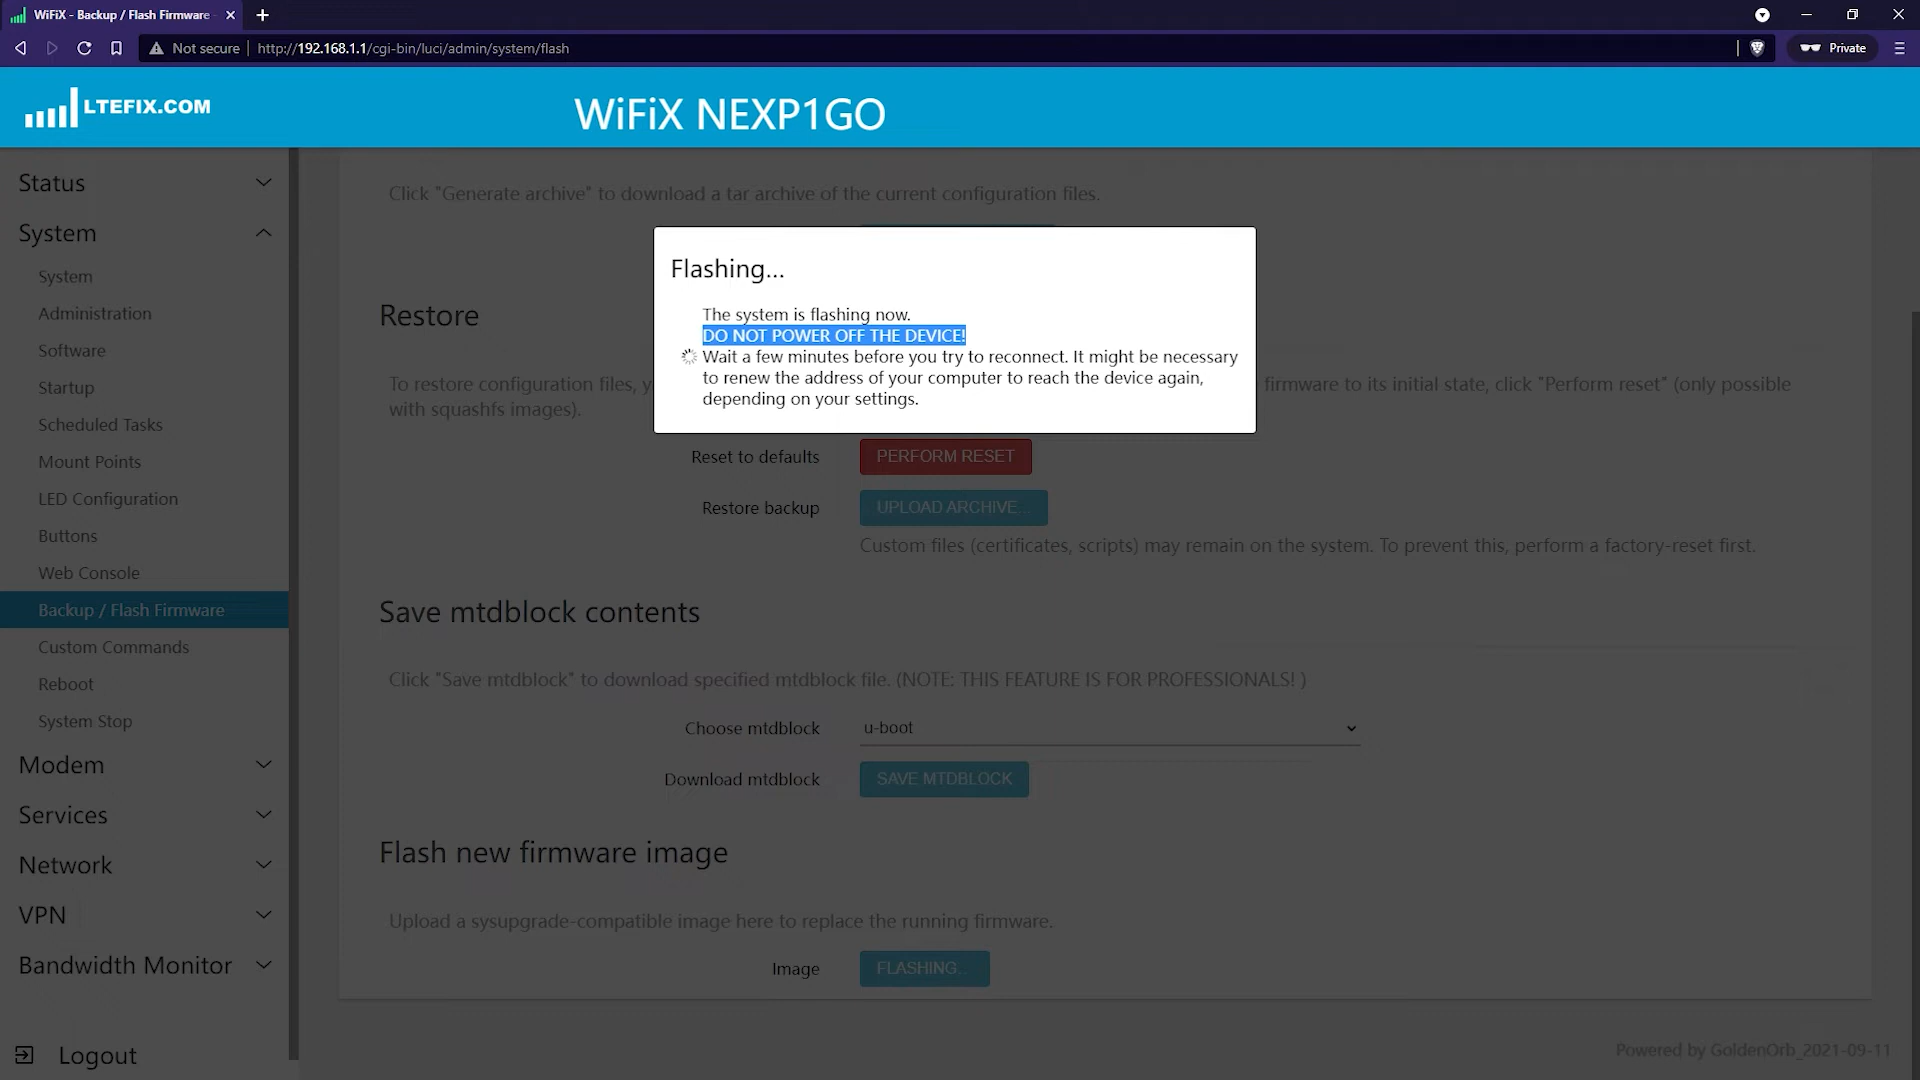 WiFiX - Backup / Flash Firmware
Not secure
http://192.168.1.1/cgi-bin/luci/admin/system/flash
Private
LTEFIX.COM
WiFiX NEXP1GO
Status
System
System
Administration
Software
Startup
Scheduled Tasks
Mount Points
LED Configuration
Buttons
Web Console
Backup / Flash Firmware
Custom Commands
Reboot
System Stop
Modem
Services
Network
VPN
Bandwidth Monitor
Logout
Click "Generate archive" to download a tar archive of the current configuration files.
Flashing...
The system is flashing now.
DO NOT POWER OFF THE DEVICE!
Wait a few minutes before you try to reconnect. It might be necessary
to renew the address of your computer to reach the device again,
depending on your settings.
Restore
To restore configuration files, y firmware to its initial state, click "Perform reset" (only possible
with squashfs images).
Reset to defaults
PERFORM RESET
Restore backup
UPLOAD ARCHIVE...
Custom files (certificates, scripts) may remain on the system. To prevent this, perform a factory-reset first.
Save mtdblock contents
Click "Save mtdblock" to download specified mtdblock file. (NOTE: THIS FEATURE IS FOR PROFESSIONALS! )
Choose mtdblock
u-boot
Download mtdblock
SAVE MTDBLOCK
Flash new firmware image
Upload a sysupgrade-compatible image here to replace the running firmware.
Image
FLASHING...
Powered by GoldenOrb_2021-09-11